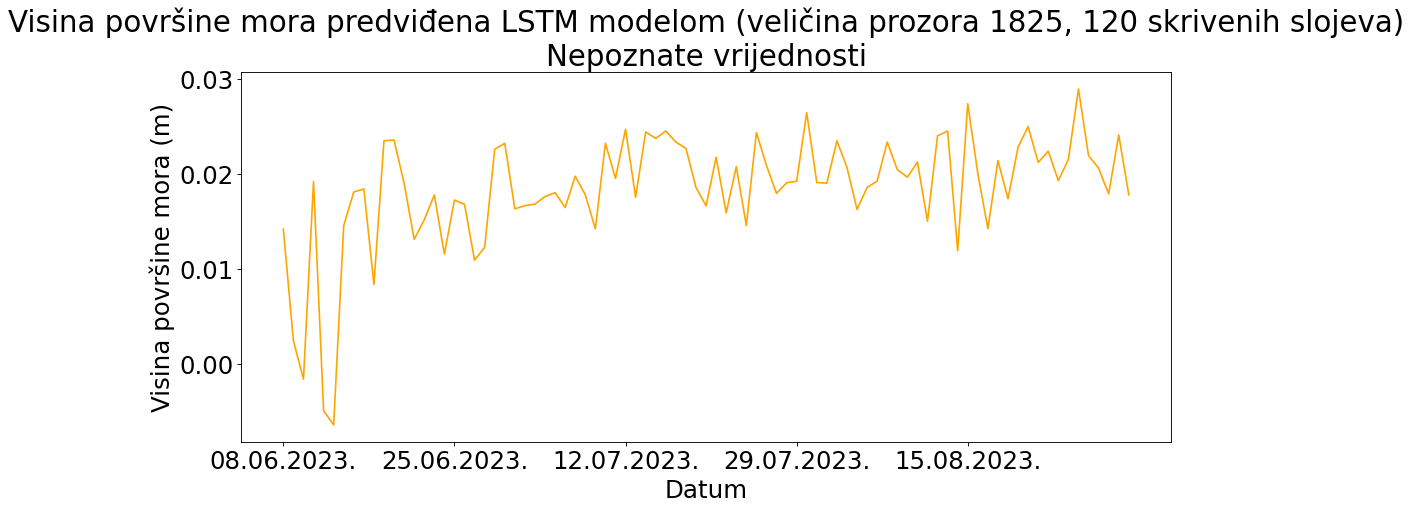 Visina površine mora predviđena LSTM modelom (veličina prozora 1825, 120 skrivenih slojeva)
Nepoznate vrijednosti
Visina površine mora (m)
0.03
0.02
0.01
0.00
08.06.2023. 25.06.2023. 12.07.2023. 29.07.2023. 15.08.2023.
Datum